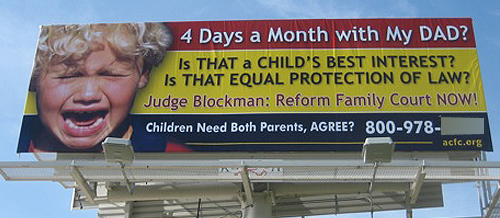 4 Days a Month with My DAD?
Is THAT a CHILD'S BEST INTEREST?
Is THAT EQUAL PROTECTION OF LAW?
Judge Blockman: Reform Family Court NOW!
Children Need Both Parents, AGREE? 800-978-
acfc.org